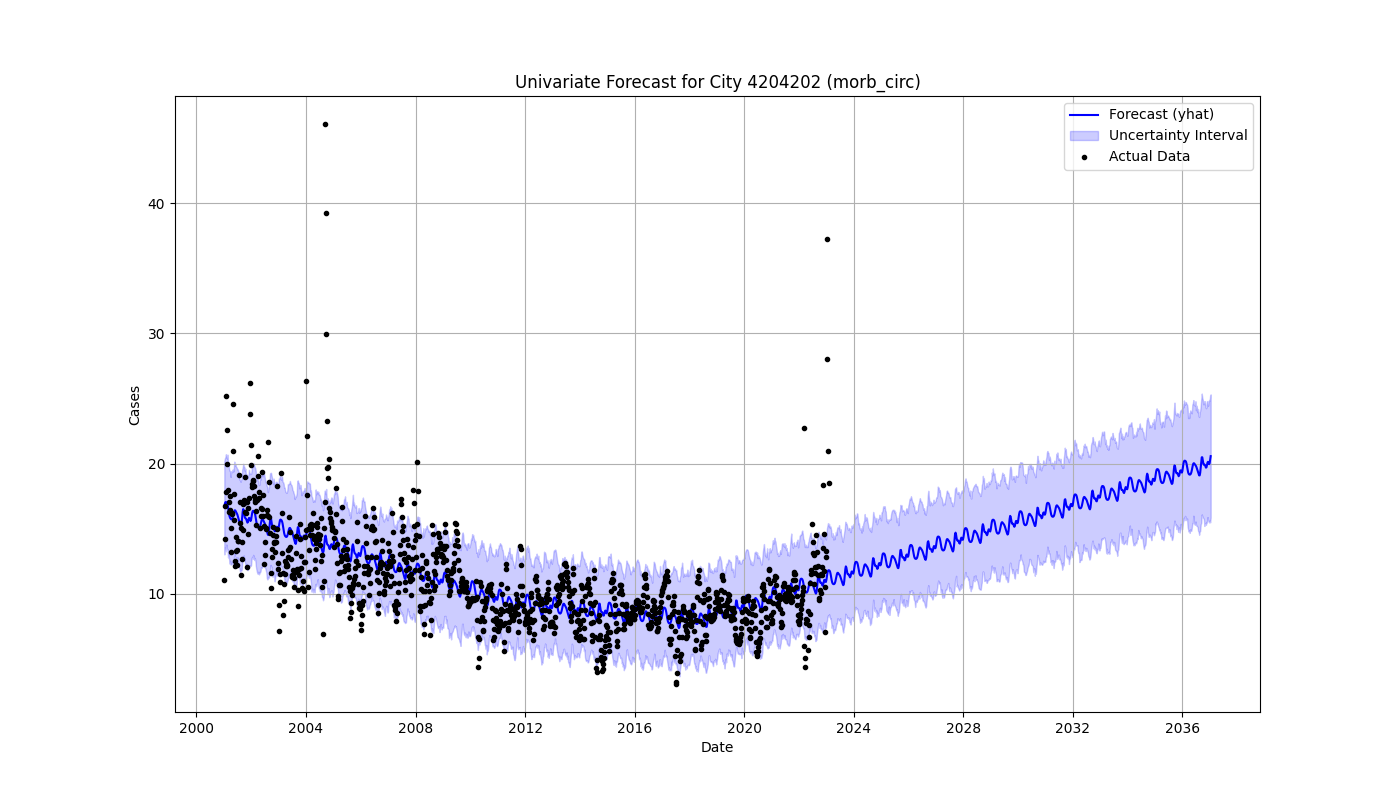 Univariate Forecast for City 4204202 (morb_circ)
Forecast (yhat)
Uncertainty Interval
Actual Data
Cases
40
30
20
10
2000 2004 2008 2012 2016 2020 2024 2028 2032 2036
Date